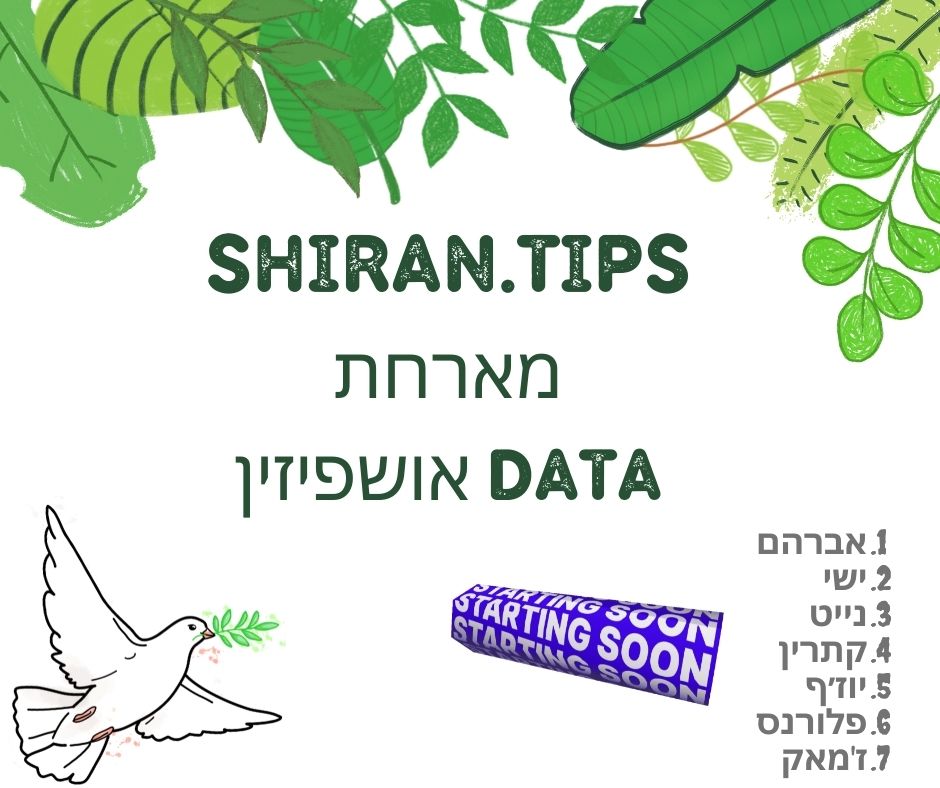 SHIRAN.TIPS
מארחת
אושפיזין DATA
STARTING SOON
STARTING SOON
STARTING SOON
1. אברהם
2. ישי
3. נייט
4. קתרין
5. יוז'ף
6. פלורנס
7. ז'מאק